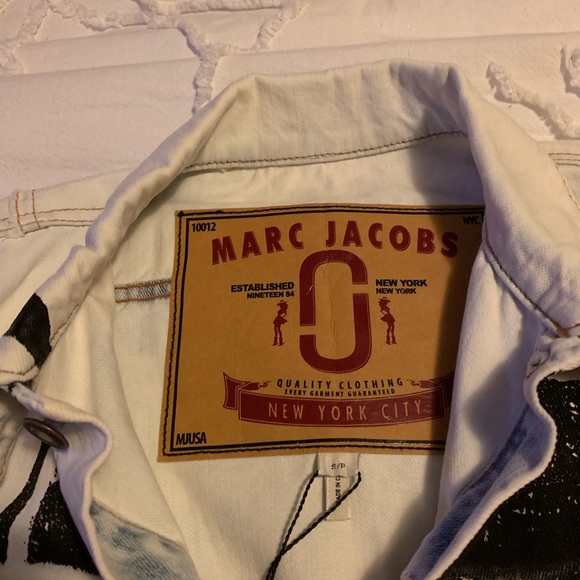 10012
NYC
MARC JACOBS
ESTABLISHED
NINETEEN 84
NEW YORK
NEW YORK
QUALITY CLOTHING
EVERY GARMENT GUARANTEED
NEW YORK CITY
MJUSA
S/P